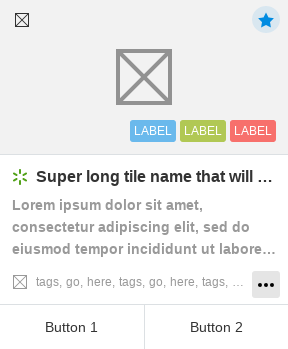 LABEL LABEL LABEL
Super long tile name that will ...
Lorem ipsum dolor sit amet,
consectetur adipiscing elit, sed do
eiusmod tempor incididunt ut labore...
tags, go, here, tags, go, here, tags, ...
Button 1 Button 2